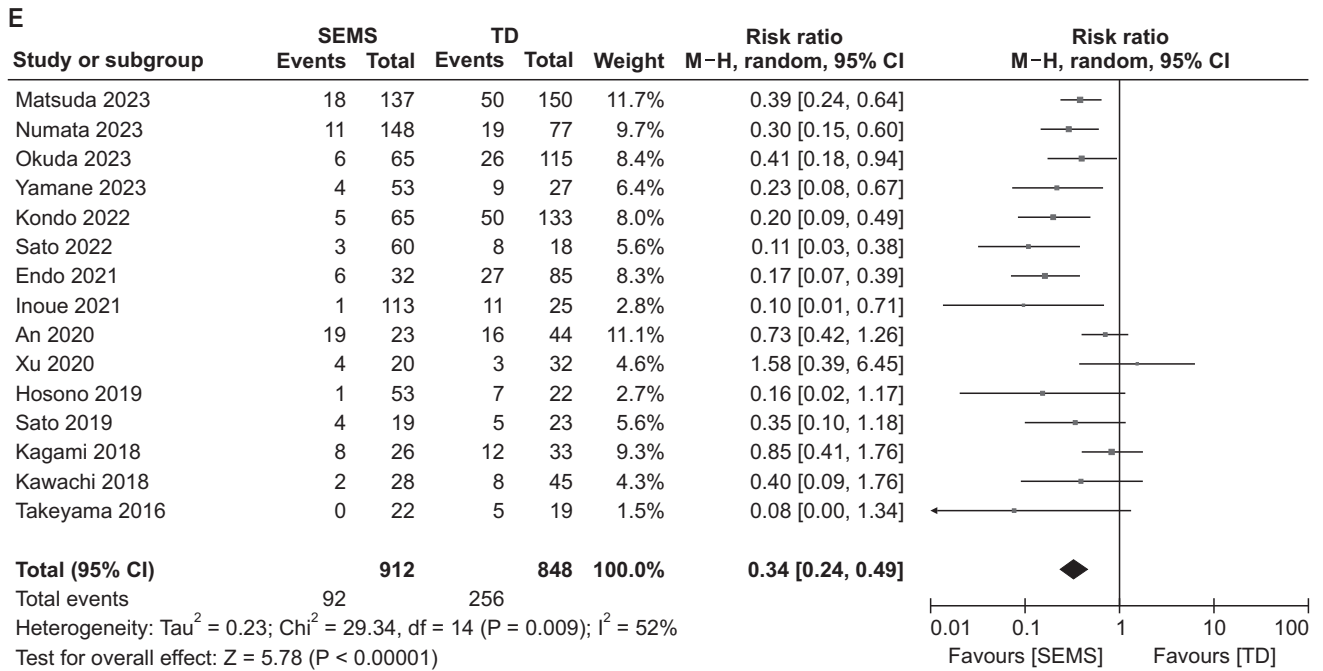 E
SEMS TD Risk ratio Risk ratio
Study or subgroup Events Total Events Total Weight M−H, random, 95% CI M−H, random, 95% CI
Matsuda 2023 18 137 50 150 11.7% 0.39 [0.24, 0.64]
Numata 2023 11 148 19 77 9.7% 0.30 [0.15, 0.60]
Okuda 2023 6 65 26 115 8.4% 0.41 [0.18, 0.94]
Yamane 2023 4 53 9 27 6.4% 0.23 [0.08, 0.67]
Kondo 2022 5 65 50 133 8.0% 0.20 [0.09, 0.49]
Sato 2022 3 60 8 18 5.6% 0.11 [0.03, 0.38]
Endo 2021 6 32 27 85 8.3% 0.17 [0.07, 0.39]
Inoue 2021 1 113 11 25 2.8% 0.10 [0.01, 0.71]
An 2020 19 23 16 44 11.1% 0.73 [0.42, 1.26]
Xu 2020 4 20 3 32 4.6% 1.58 [0.39, 6.45]
Hosono 2019 1 53 7 22 2.7% 0.16 [0.02, 1.17]
Sato 2019 4 19 5 23 5.6% 0.35 [0.10, 1.18]
Kagami 2018 8 26 12 33 9.3% 0.85 [0.41, 1.76]
Kawachi 2018 2 28 8 45 4.3% 0.40 [0.09, 1.76]
Takeyama 2016 0 22 5 19 1.5% 0.08 [0.00, 1.34]
Total (95% CI) 912 848 100.0% 0.34 [0.24, 0.49]
Total events 92 256
Heterogeneity: Tau² = 0.23; Chi² = 29.34, df = 14 (P = 0.009); I² = 52%
Test for overall effect: Z = 5.78 (P < 0.00001)
0.01 0.1 1 10 100
Favours [SEMS] Favours [TD]